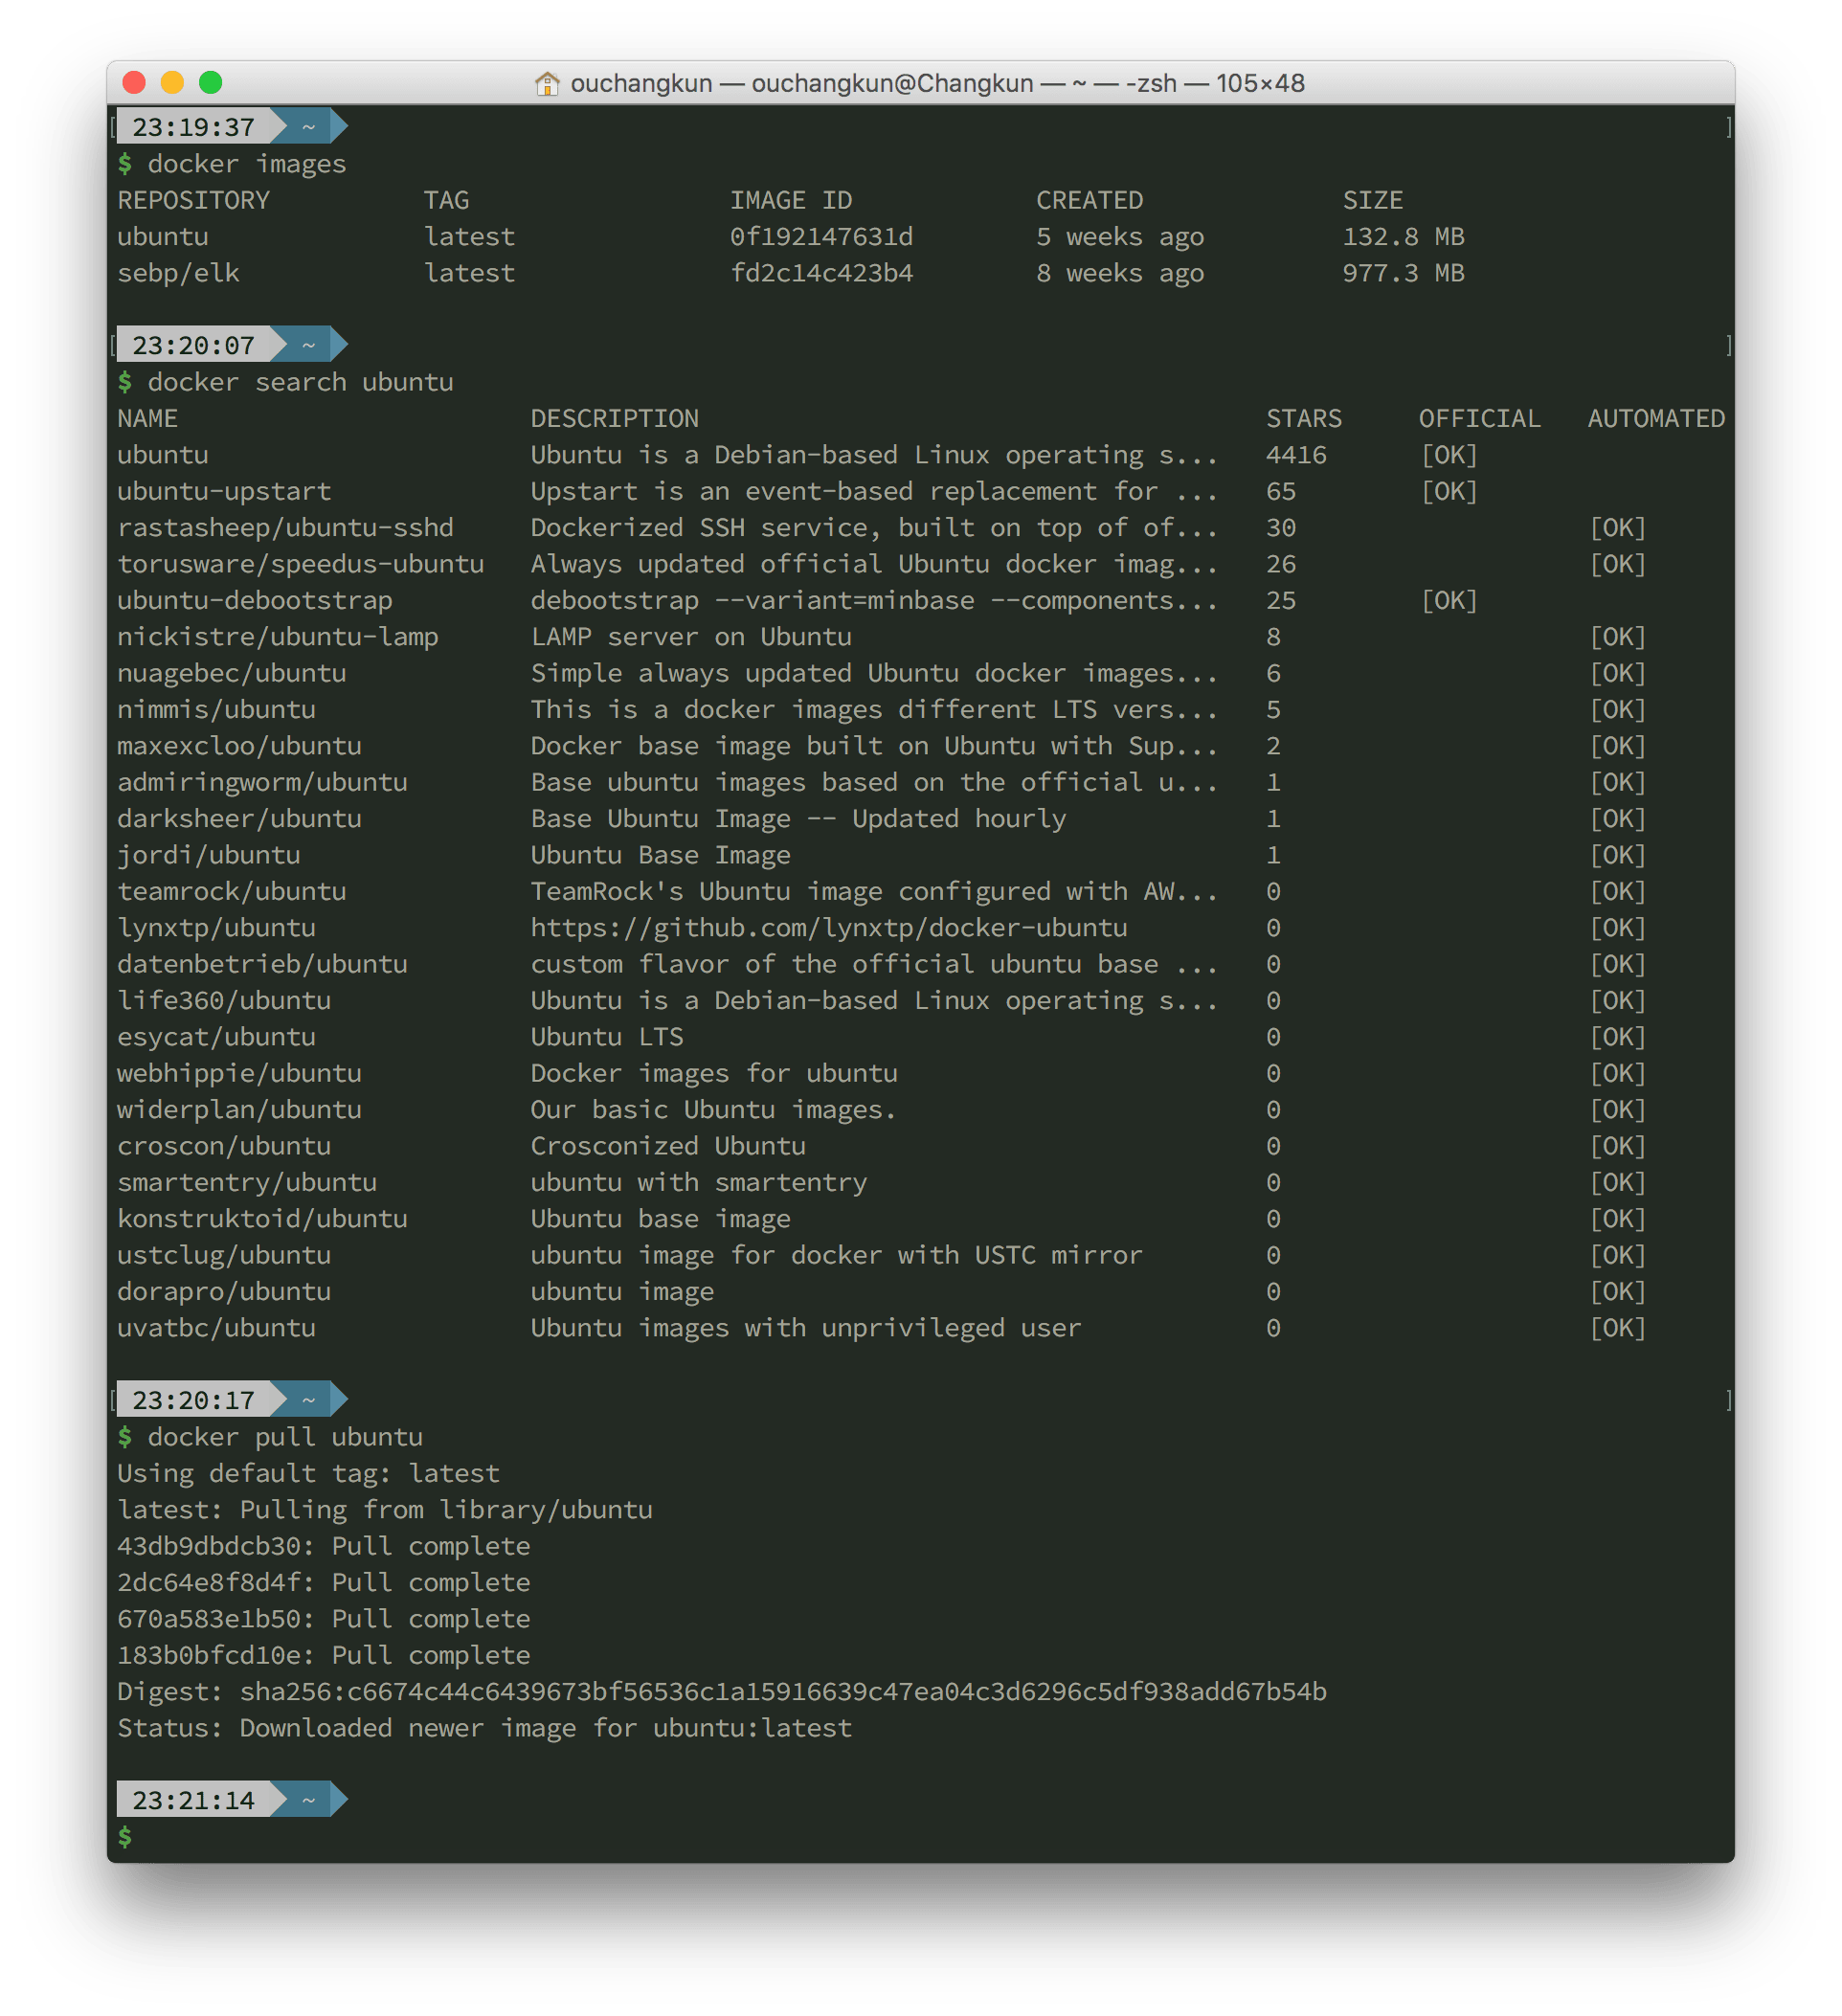 ouchangkun — ouchangkun@Changkun — ~ — -zsh — 105×48
[ 23:19:37 ~ ]
$ docker images
REPOSITORY TAG IMAGE ID CREATED SIZE
ubuntu latest 0f192147631d 5 weeks ago 132.8 MB
sebp/elk latest fd2c14c423b4 8 weeks ago 977.3 MB
[ 23:20:07 ~ ]
$ docker search ubuntu
NAME DESCRIPTION STARS OFFICIAL AUTOMATED
ubuntu Ubuntu is a Debian-based Linux operating s... 4416 [OK]
ubuntu-upstart Upstart is an event-based replacement for ... 65 [OK]
rastasheep/ubuntu-sshd Dockerized SSH service, built on top of of... 30 [OK]
torusware/speedus-ubuntu Always updated official Ubuntu docker imag... 26 [OK]
ubuntu-debootstrap debootstrap --variant=minbase --components... 25 [OK]
nickistre/ubuntu-lamp LAMP server on Ubuntu 8 [OK]
nuagebec/ubuntu Simple always updated Ubuntu docker images... 6 [OK]
nimmis/ubuntu This is a docker images different LTS vers... 5 [OK]
maxexcloo/ubuntu Docker base image built on Ubuntu with Sup... 2 [OK]
admiringworm/ubuntu Base ubuntu images based on the official u... 1 [OK]
darksheer/ubuntu Base Ubuntu Image -- Updated hourly 1 [OK]
jordi/ubuntu Ubuntu Base Image 1 [OK]
teamrock/ubuntu TeamRock's Ubuntu image configured with AW... 0 [OK]
lynxtp/ubuntu https://github.com/lynxtp/docker-ubuntu 0 [OK]
datenbetrieb/ubuntu custom flavor of the official ubuntu base ... 0 [OK]
life360/ubuntu Ubuntu is a Debian-based Linux operating s... 0 [OK]
esycat/ubuntu Ubuntu LTS 0 [OK]
webhippie/ubuntu Docker images for ubuntu 0 [OK]
widerplan/ubuntu Our basic Ubuntu images. 0 [OK]
croscon/ubuntu Crosconized Ubuntu 0 [OK]
smartentry/ubuntu ubuntu with smartentry 0 [OK]
konstruktoid/ubuntu Ubuntu base image 0 [OK]
ustclug/ubuntu ubuntu image for docker with USTC mirror 0 [OK]
dorapro/ubuntu ubuntu image 0 [OK]
uvatbc/ubuntu Ubuntu images with unprivileged user 0 [OK]
[ 23:20:17 ~ ]
$ docker pull ubuntu
Using default tag: latest
latest: Pulling from library/ubuntu
43db9dbdcb30: Pull complete
2dc64e8f8d4f: Pull complete
670a583e1b50: Pull complete
183b0bfcd10e: Pull complete
Digest: sha256:c6674c44c6439673bf56536c1a15916639c47ea04c3d6296c5df938add67b54b
Status: Downloaded newer image for ubuntu:latest
23:21:14 ~
$